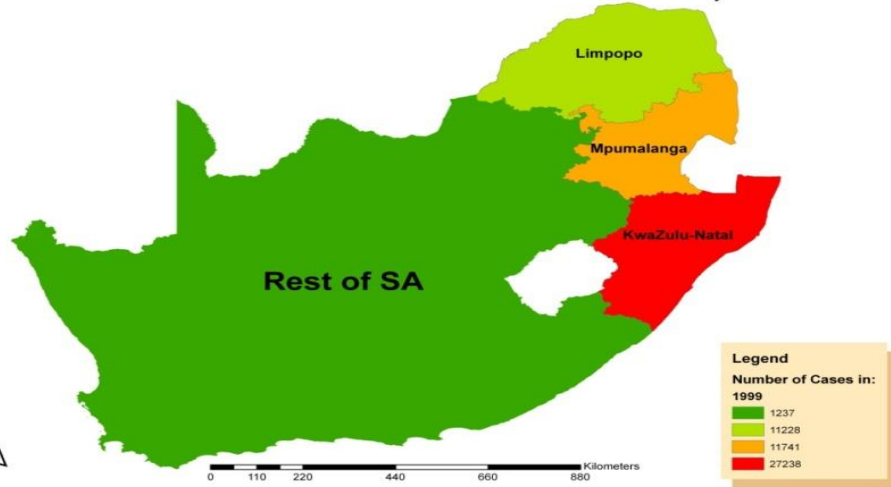 Limpopo
Mpumalanga
KwaZulu-Natal
Rest of SA
Legend
Number of Cases in:
1999
1237
11228
11741
27238
Kilometers
0 110 220 440 660 880